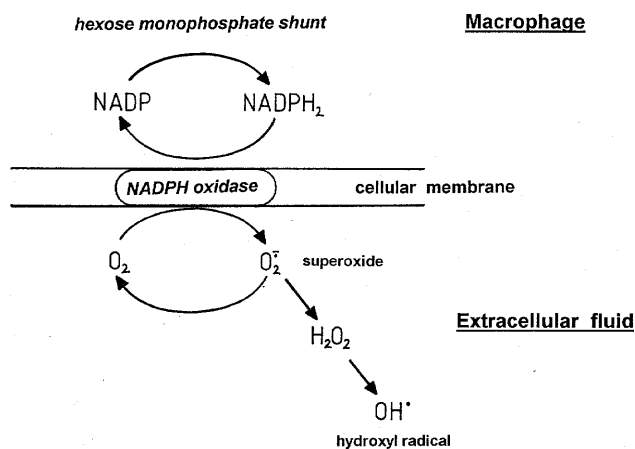 hexose monophosphate shunt
Macrophage
NADP
NADPH₂
NADPH oxidase
cellular membrane
O₂
O₂•̄
superoxide
Extracellular fluid
H₂O₂
OH•
hydroxyl radical